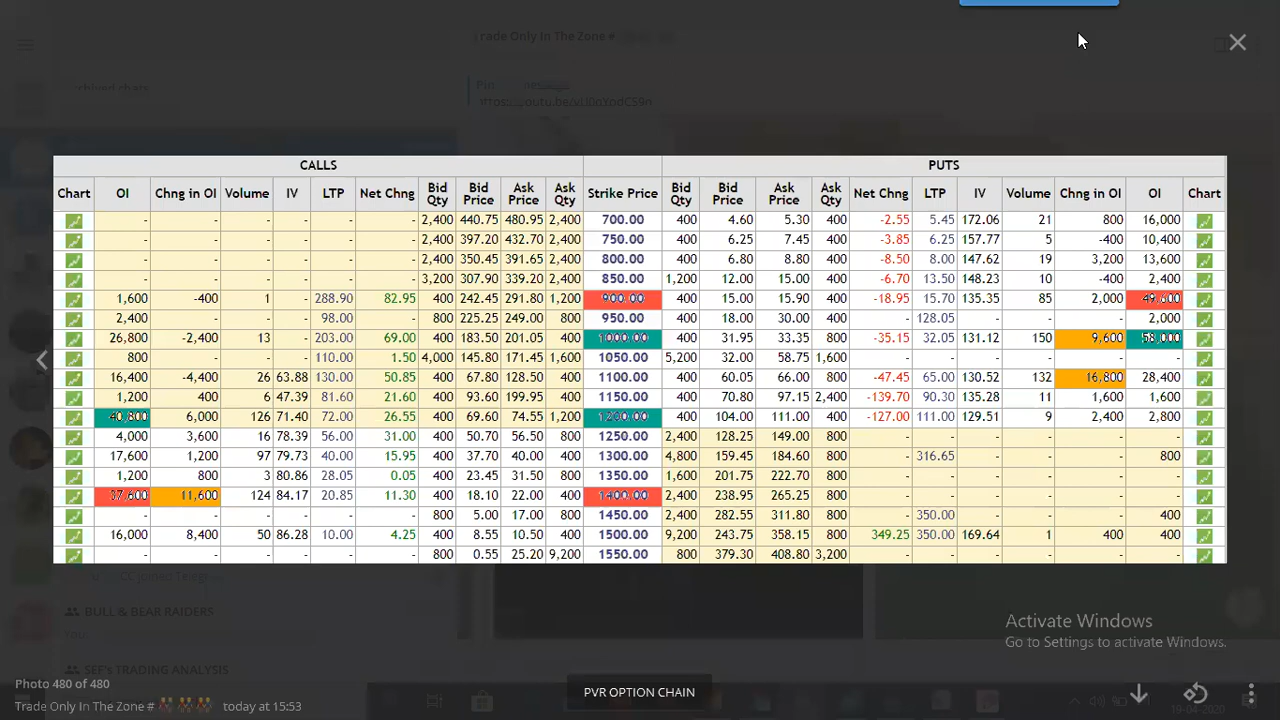 Trade Only In The Zone #
CALLS PUTS
Chart OI Chng in OI Volume IV LTP Net Chng Bid Qty Bid Price Ask Price Ask Qty Strike Price Bid Qty Bid Price Ask Price Ask Qty Net Chng LTP IV Volume Chng in OI OI Chart
- - - - - - 2,400 440.75 480.95 2,400 700.00 400 4.60 5.30 400 -2.55 5.45 172.06 21 800 16,000
- - - - - - 2,400 397.20 432.70 2,400 750.00 400 6.25 7.45 400 -3.85 6.25 157.77 5 -400 10,400
- - - - - - 2,400 350.45 391.65 2,400 800.00 400 6.80 8.80 400 -8.50 8.00 147.62 19 3,200 13,600
- - - - - - 3,200 307.90 339.20 2,400 850.00 1,200 12.00 15.00 400 -6.70 13.50 148.23 10 -400 2,400
1,600 -400 1 - 288.90 82.95 400 242.45 291.80 1,200 900.00 400 15.00 15.90 400 -18.95 15.70 135.35 85 2,000 49,600
2,400 - - - 98.00 - 800 225.25 249.00 800 950.00 400 18.00 30.00 400 - 128.05 - - - 2,000
26,800 -2,400 13 - 203.00 69.00 400 183.50 201.05 400 1000.00 400 31.95 33.35 800 -35.15 32.05 131.12 150 9,600 58,000
800 - - - 110.00 1.50 4,000 145.80 171.45 1,600 1050.00 5,200 32.00 58.75 1,600 - - - - - -
16,400 -4,400 26 63.88 130.00 50.85 400 67.80 128.50 400 1100.00 400 60.05 66.00 800 -47.45 65.00 130.52 132 16,800 28,400
1,200 400 6 47.39 81.60 21.60 400 93.60 199.95 400 1150.00 400 70.80 97.15 2,400 -139.70 90.30 135.28 11 1,600 1,600
40,800 6,000 126 71.40 72.00 26.55 400 69.60 74.55 1,200 1200.00 400 104.00 111.00 400 -127.00 111.00 129.51 9 2,400 2,800
4,000 3,600 16 78.39 56.00 31.00 400 50.70 56.50 800 1250.00 2,400 128.25 149.00 800 - - - - - -
17,600 1,200 97 79.73 40.00 15.95 400 37.70 40.00 400 1300.00 4,800 159.45 184.60 800 - 316.65 - - - 800
1,200 800 3 80.86 28.05 0.05 400 23.45 31.50 800 1350.00 1,600 201.75 222.70 800 - - - - - -
37,600 11,600 124 84.17 20.85 11.30 400 18.10 22.00 400 1400.00 2,400 238.95 265.25 800 - - - - - -
- - - - - - 800 5.00 17.00 800 1450.00 2,400 282.55 311.80 800 - 350.00 - - - 400
16,000 8,400 50 86.28 10.00 4.25 400 8.55 10.50 400 1500.00 9,200 243.75 358.15 800 349.25 350.00 169.64 1 400 400
- - - - - - 800 0.55 25.20 9,200 1550.00 800 379.30 408.80 3,200 - - - - - -
BULL & BEAR RAIDERS
SEF's TRADING ANALYSIS
Activate Windows
Go to Settings to activate Windows.
Photo 480 of 480
Trade Only In The Zone # today at 15:53
PVR OPTION CHAIN
19-04-2020